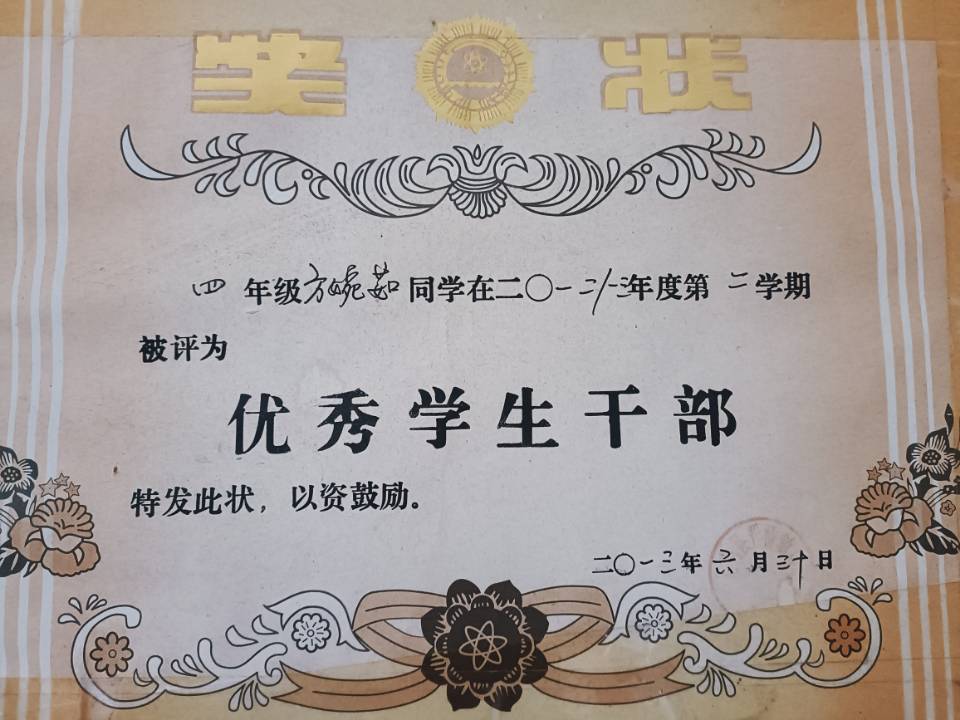 奖状
四年级方婉茹同学在二〇一二/一三年度第二学期
被评为
优秀学生干部
特发此状，以资鼓励。
二〇一三年六月三十日